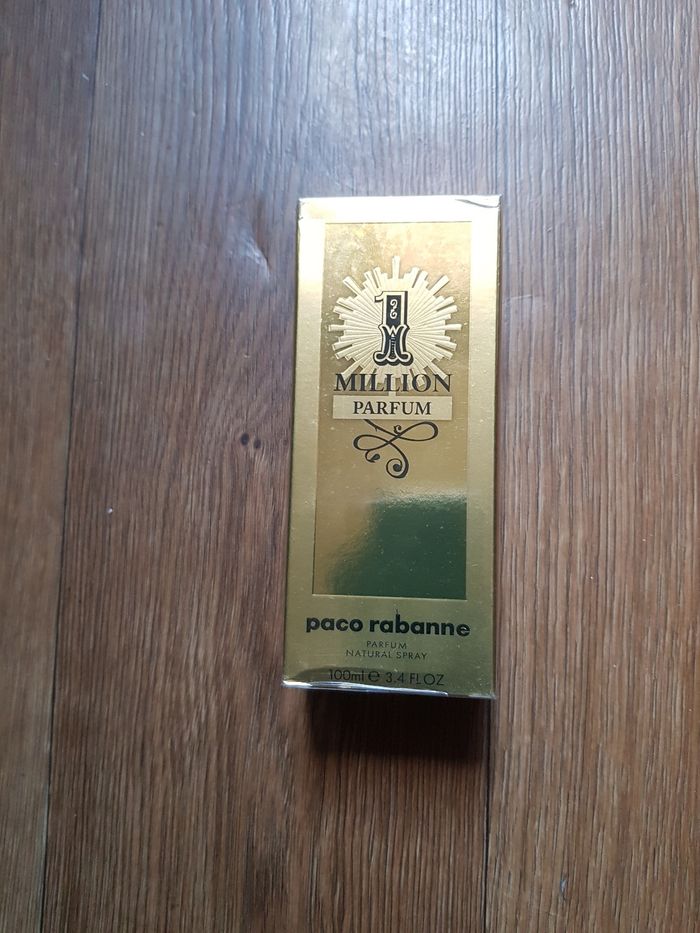 1
MILLION
PARFUM
paco rabanne
PARFUM
NATURAL SPRAY
100ml e 3.4 FL OZ